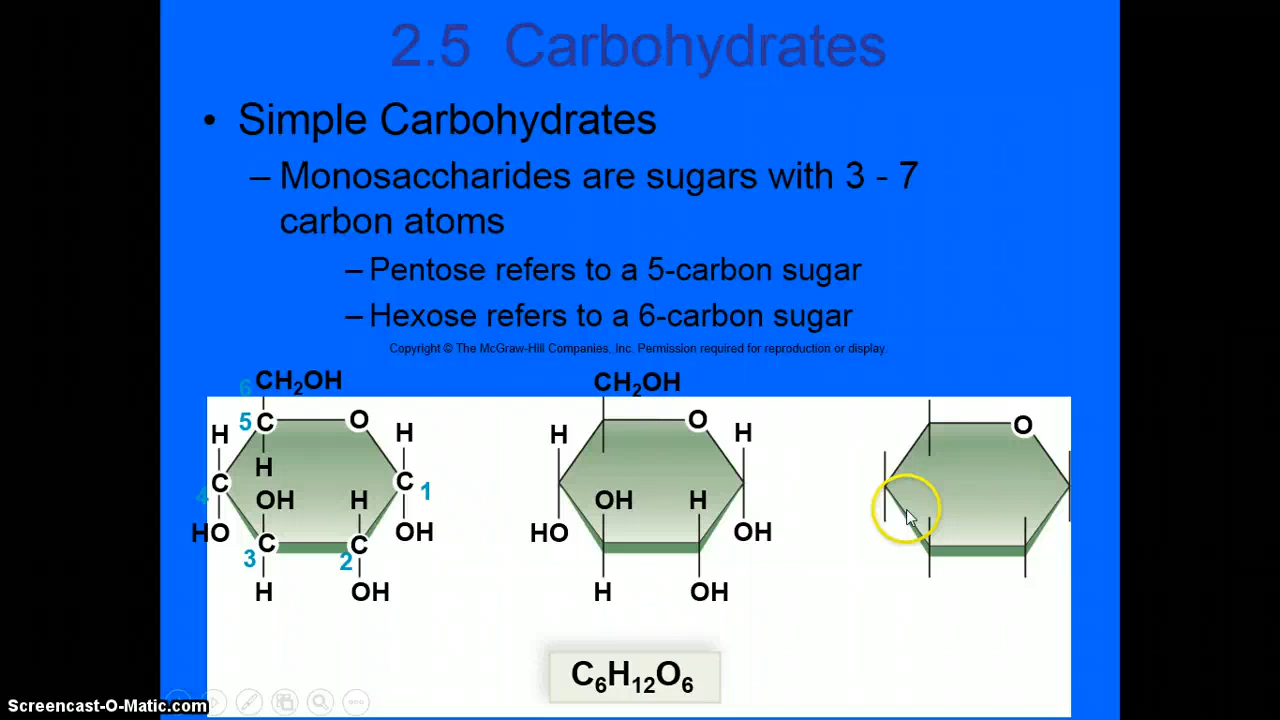 2.5 Carbohydrates
• Simple Carbohydrates
– Monosaccharides are sugars with 3 - 7
carbon atoms
– Pentose refers to a 5-carbon sugar
– Hexose refers to a 6-carbon sugar
Copyright © The McGraw-Hill Companies, Inc. Permission required for reproduction or display.
6 CH₂OH
5 C O
H H
H
4 C C 1
OH H
HO OH
3 C 2 C
H OH
CH₂OH
O
H H
OH H
HO OH
H OH
O
C₆H₁₂O₆
Screencast-O-Matic.com